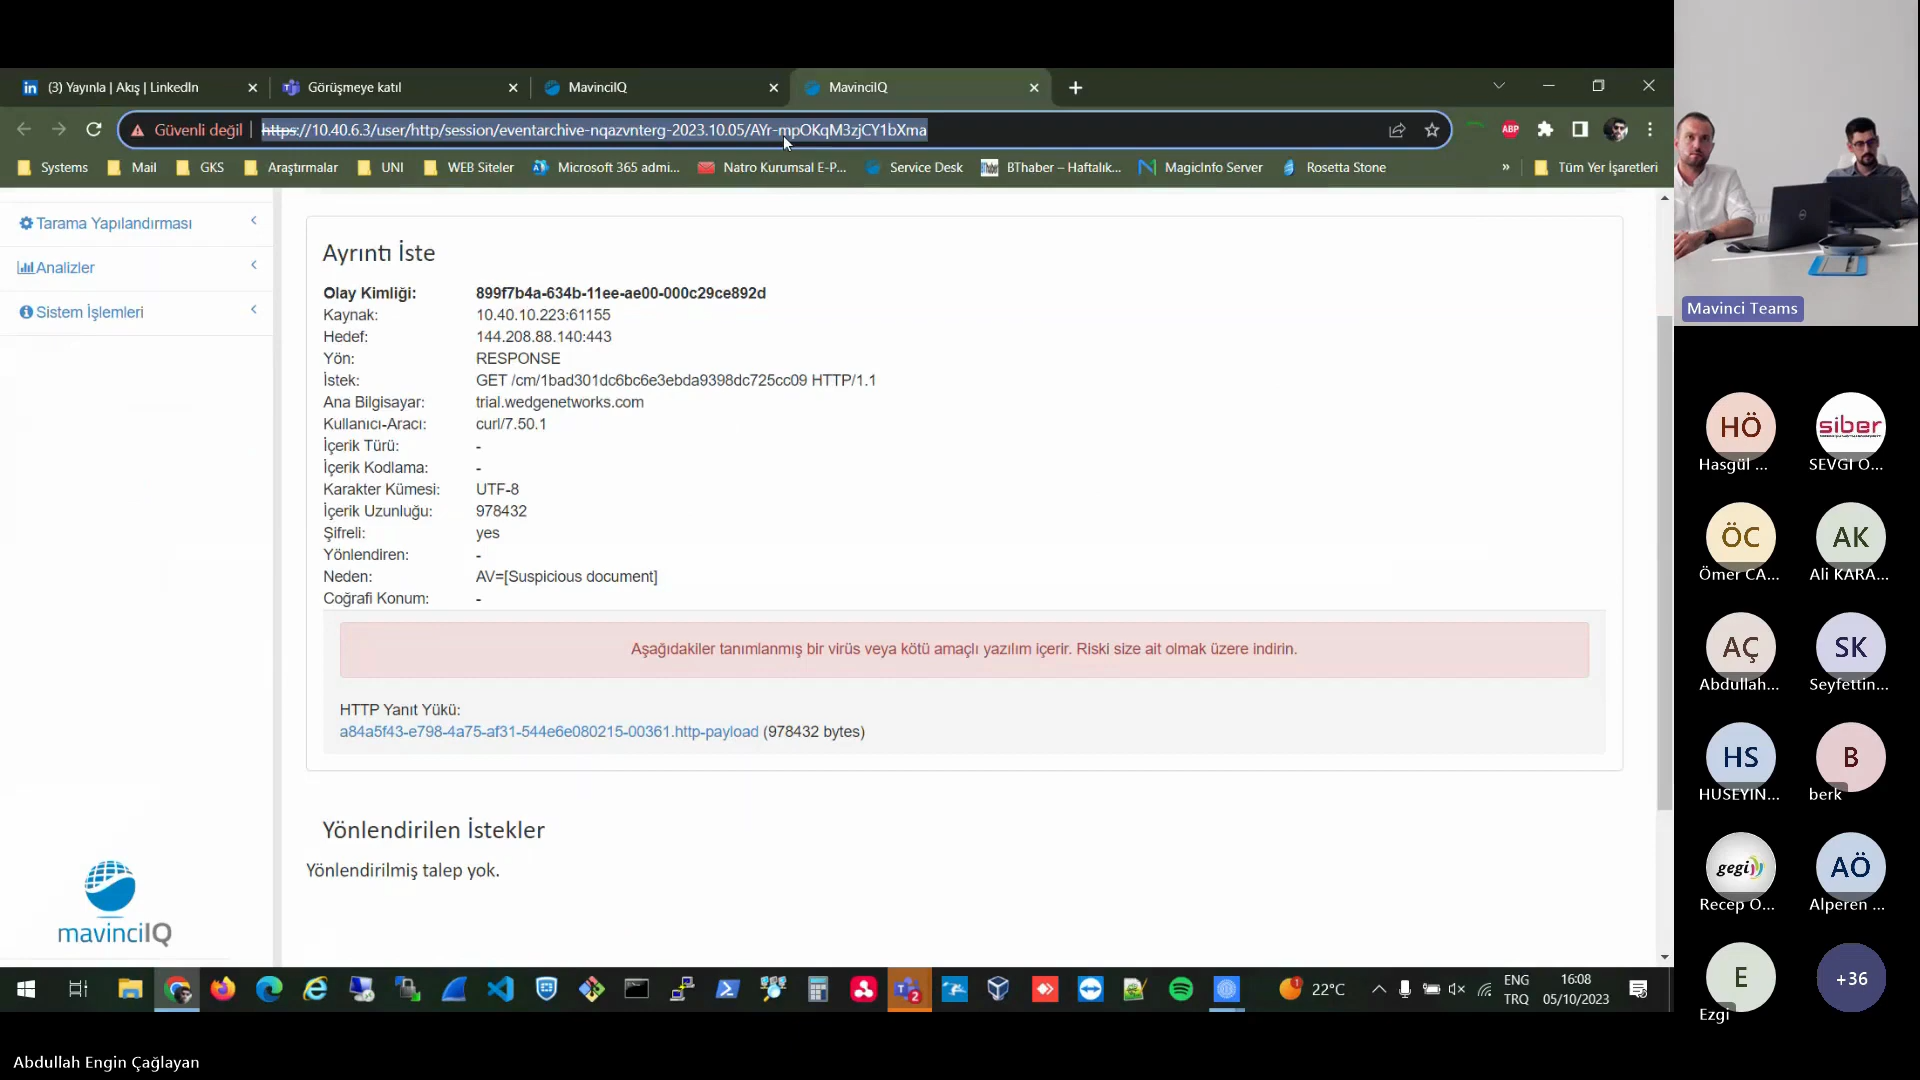 (3) Yayınla | Akış | LinkedIn
Görüşmeye katıl
MavinciIQ
MavinciIQ
Güvenli değil
https://10.40.6.3/user/http/session/eventarchive-nqazvnterg-2023.10.05/AYr-mpOKqM3zjCY1bXma
ABP
Systems
Mail
GKS
Araştırmalar
UNI
WEB Siteler
Microsoft 365 admi...
Natro Kurumsal E-P...
Service Desk
BThaber – Haftalık...
MagicInfo Server
Rosetta Stone
»
Tüm Yer İşaretleri
Tarama Yapılandırması
Analizler
Sistem İşlemleri
mavinciIQ
Ayrıntı İste
Olay Kimliği: 899f7b4a-634b-11ee-ae00-000c29ce892d
Kaynak: 10.40.10.223:61155
Hedef: 144.208.88.140:443
Yön: RESPONSE
İstek: GET /cm/1bad301dc6bc6e3ebda9398dc725cc09 HTTP/1.1
Ana Bilgisayar: trial.wedgenetworks.com
Kullanıcı-Aracı: curl/7.50.1
İçerik Türü: -
İçerik Kodlama: -
Karakter Kümesi: UTF-8
İçerik Uzunluğu: 978432
Şifreli: yes
Yönlendiren: -
Neden: AV=[Suspicious document]
Coğrafi Konum: -
Aşağıdakiler tanımlanmış bir virüs veya kötü amaçlı yazılım içerir. Riski size ait olmak üzere indirin.
HTTP Yanıt Yükü:
a84a5f43-e798-4a75-af31-544e6e080215-00361.http-payload (978432 bytes)
Yönlendirilen İstekler
Yönlendirilmiş talep yok.
22°C
ENG
TRQ
16:08
05/10/2023
Mavinci Teams
HÖ
Hasgül ...
siber
SEVGI O...
ÖC
Ömer CA...
AK
Ali KARA...
AÇ
Abdullah...
SK
Seyfettin...
HS
HUSEYIN...
B
berk
gegi
Recep O...
AÖ
Alperen ...
E
Ezgi
+36
Abdullah Engin Çağlayan